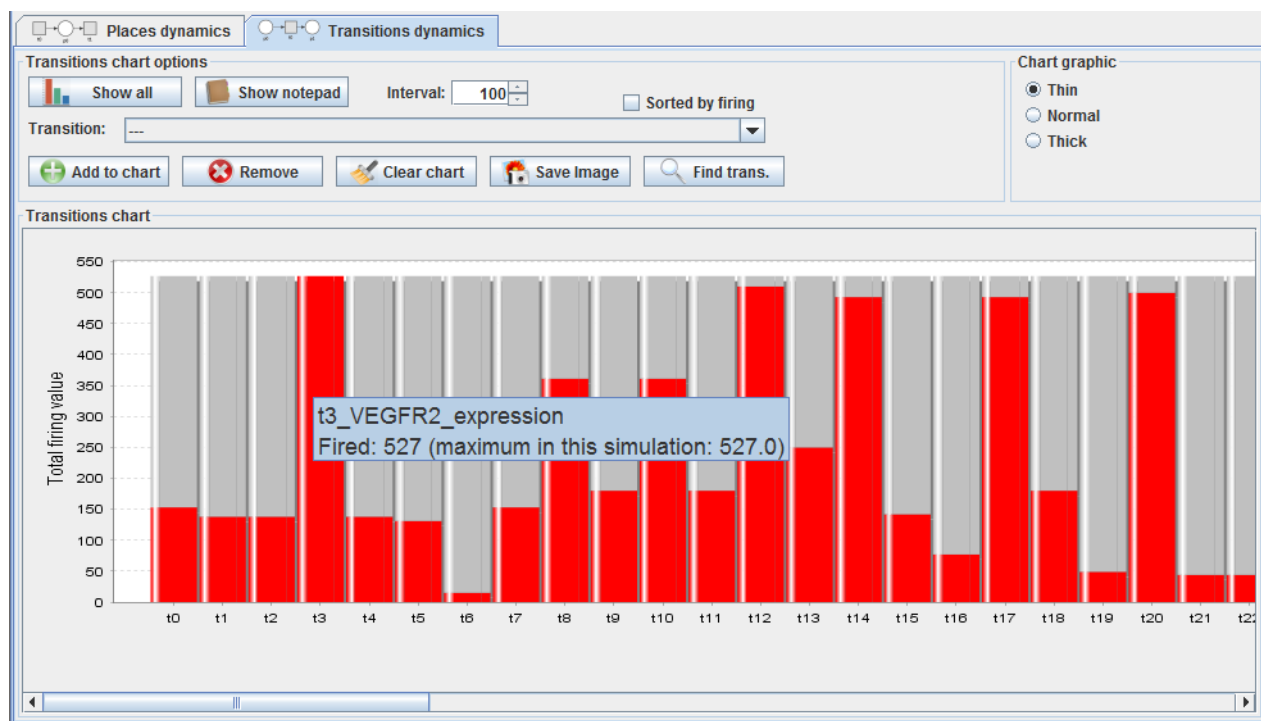 Places dynamics
Transitions dynamics
Transitions chart options
Chart graphic
Show all
Show notepad
Interval: 100
Sorted by firing
Thin
Normal
Thick
Transition: ---
Add to chart
Remove
Clear chart
Save Image
Find trans.
Transitions chart
550
500
450
400
350
300
250
200
150
100
50
0
Total firing value
t3_VEGFR2_expression
Fired: 527 (maximum in this simulation: 527.0)
t0 t1 t2 t3 t4 t5 t6 t7 t8 t9 t10 t11 t12 t13 t14 t15 t16 t17 t18 t19 t20 t21